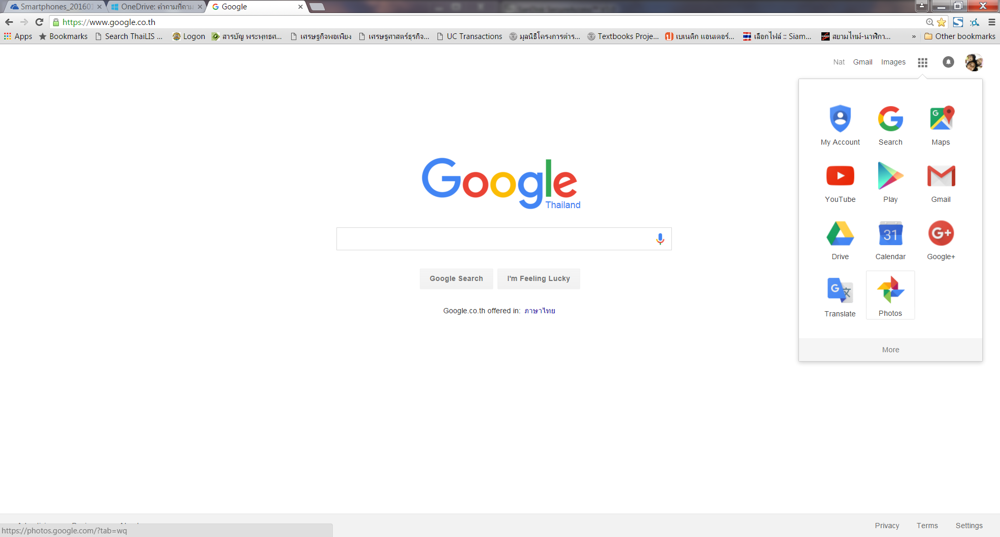 Smartphones_20160
OneDrive: คำถามที่ถาม
Google
https://www.google.co.th
Apps
Bookmarks
Search ThaiLIS ...
Logon
สารบัญ พระพุทธศ...
เศรษฐกิจพอเพียง
เศรษฐศาสตร์ธุรกิจ...
UC Transactions
มูลนิธิโครงการตำร...
Textbooks Proje...
เบเนดิก แอนเดอร์...
เลือกไฟล์ :: Siam...
สยามไทม์-นาฬิกา...
»
Other bookmarks
Nat
Gmail
Images
My Account
Search
Maps
YouTube
Play
Gmail
Drive
31
Calendar
G+
Google+
Translate
Photos
More
Google
Thailand
Google Search
I'm Feeling Lucky
Google.co.th offered in: ภาษาไทย
Privacy
Terms
Settings
https://photos.google.com/?tab=wq